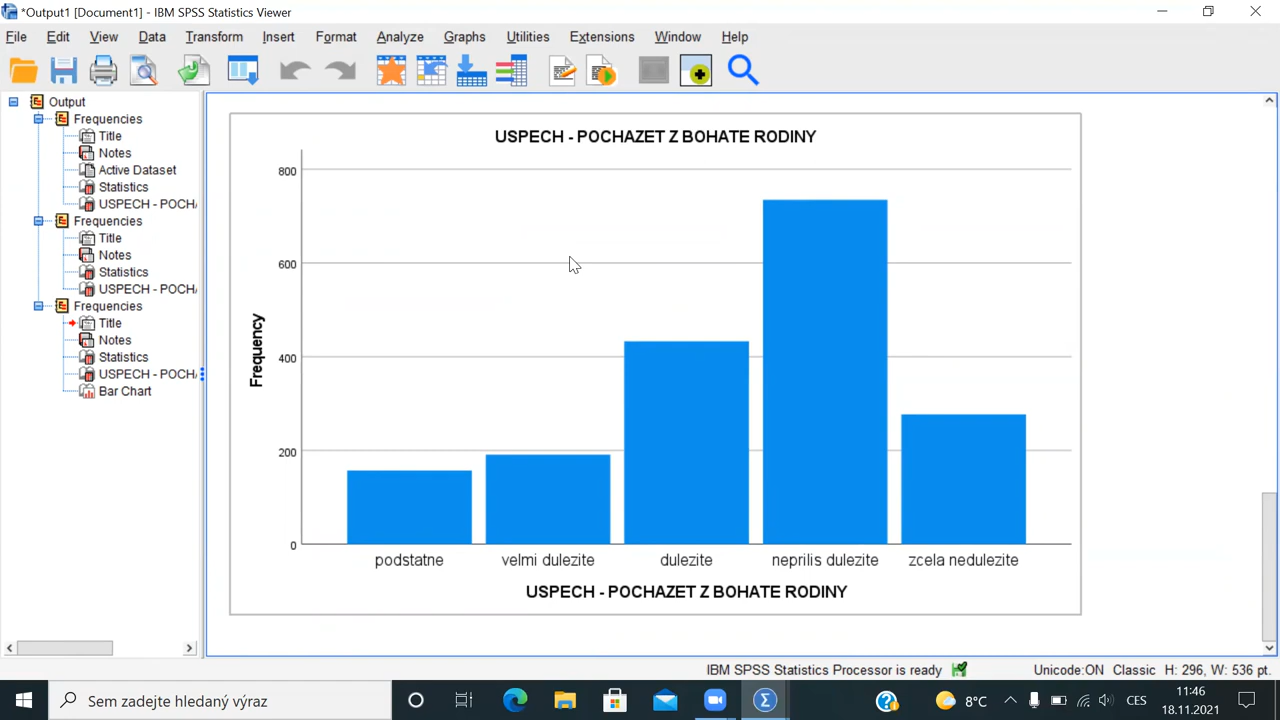 *Output1 [Document1] - IBM SPSS Statistics Viewer
File Edit View Data Transform Insert Format Analyze Graphs Utilities Extensions Window Help
Output
Frequencies
Title
Notes
Active Dataset
Statistics
USPECH - POCHA
Frequencies
Title
Notes
Statistics
USPECH - POCHA
Frequencies
Title
Notes
Statistics
USPECH - POCHA
Bar Chart
USPECH - POCHAZET Z BOHATE RODINY
Frequency
800
600
400
200
0
podstatne velmi dulezite dulezite neprilis dulezite zcela nedulezite
USPECH - POCHAZET Z BOHATE RODINY
IBM SPSS Statistics Processor is ready Unicode:ON Classic H: 296, W: 536 pt.
Sem zadejte hledaný výraz
8°C
CES
11:46
18.11.2021